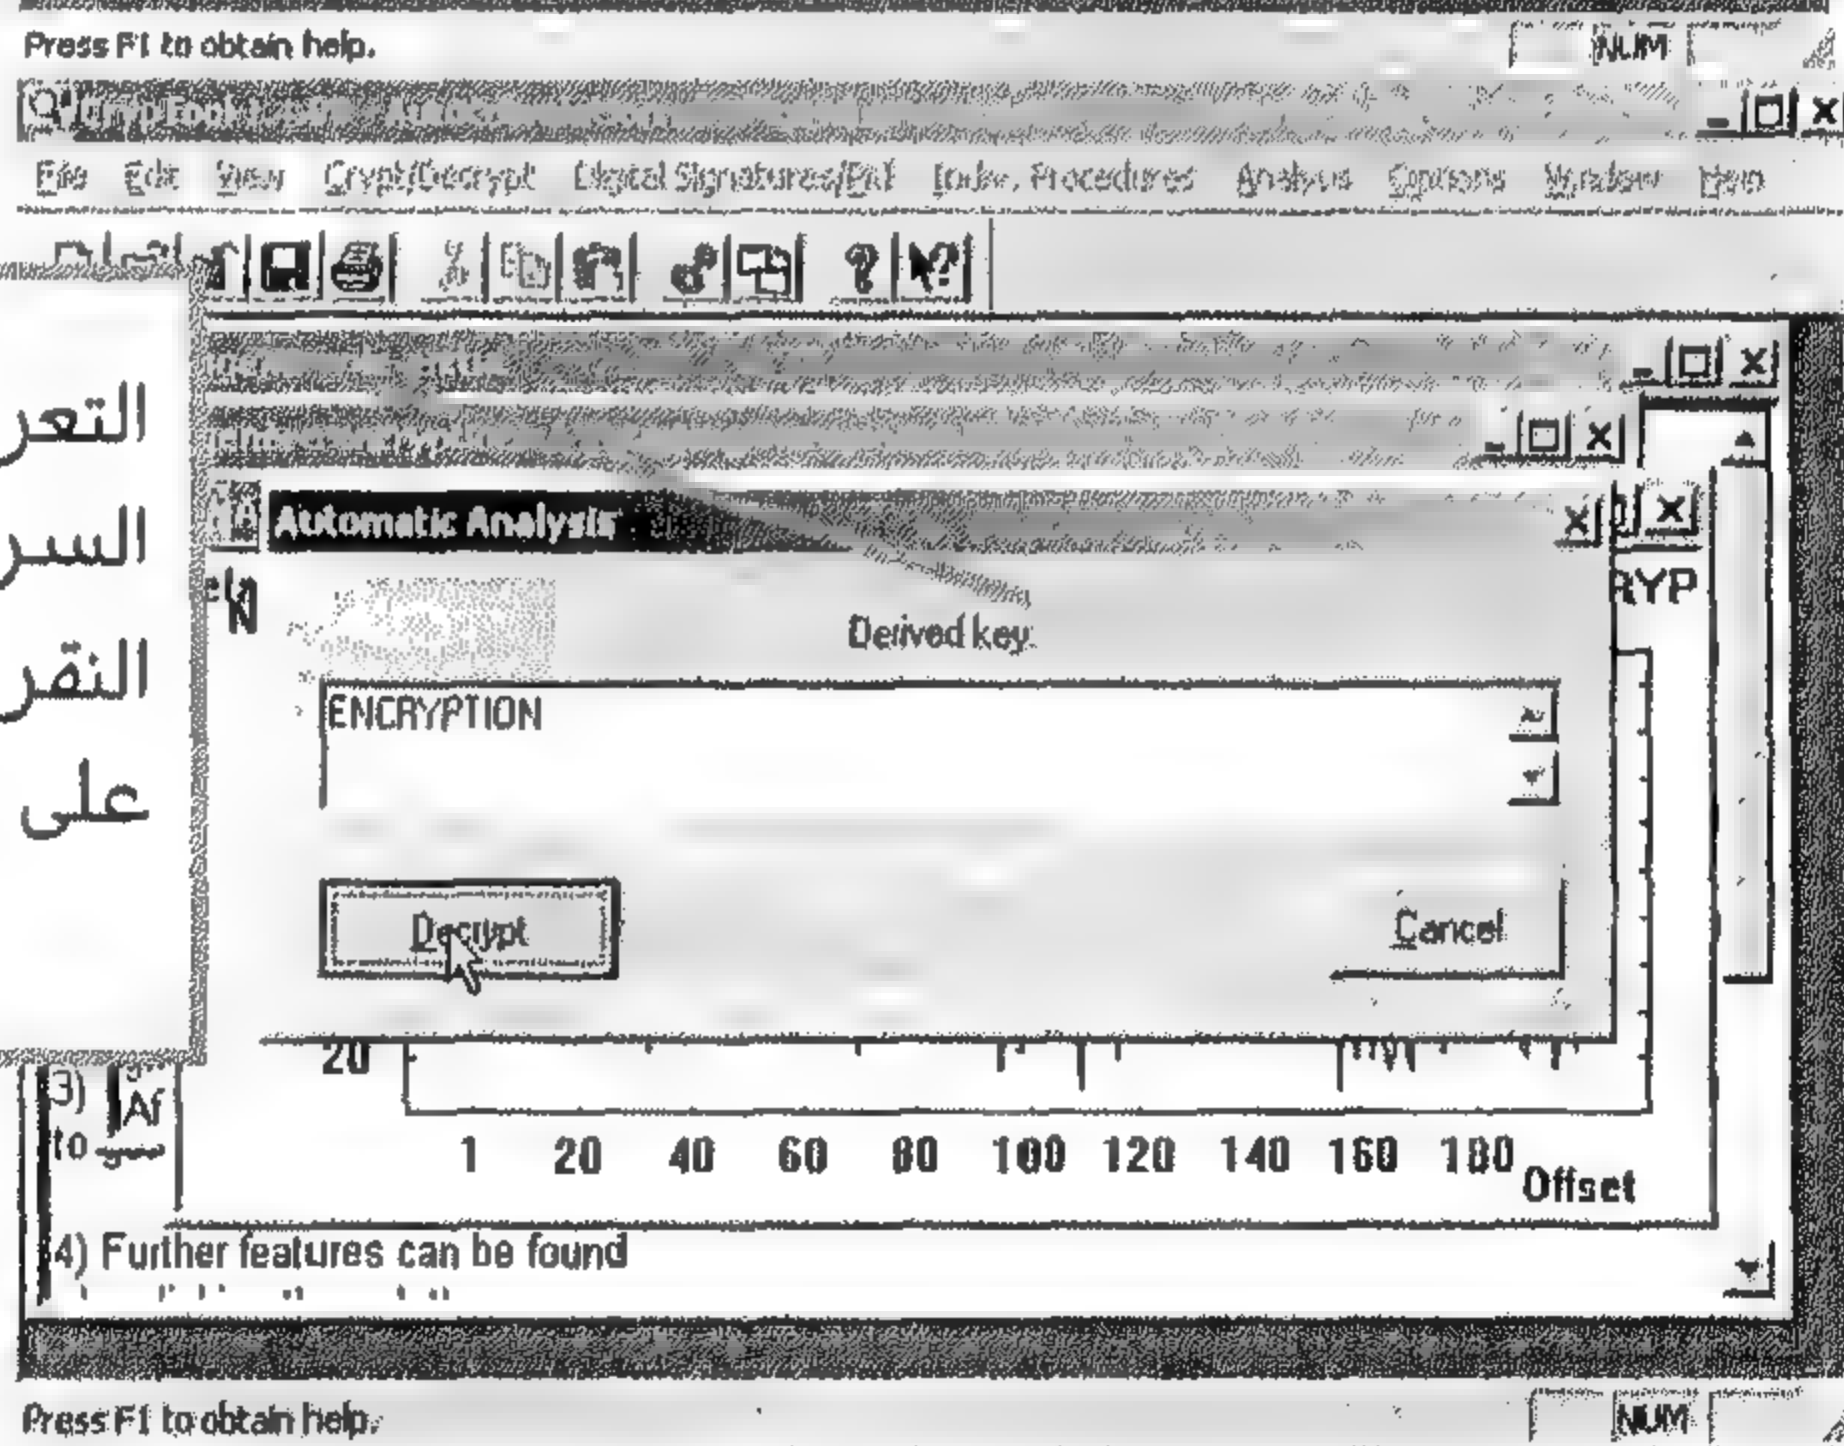 Press F1 to obtain help.
NUM
File Edit View Crypt/Decrypt Digital Signatures/PKI Indiv. Procedures Analysis Options Window Help
التعر
السر
النقر
على
Automatic Analysis
RYP
Derived key:
ENCRYPTION
Decrypt
Cancel
20
3)
Af
to
1 20 40 60 80 100 120 140 160 180
Offset
4) Further features can be found
Press F1 to obtain help.
NUM